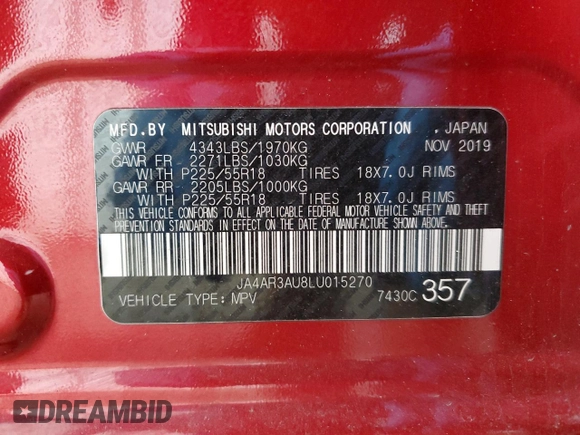 MFD.BY MITSUBISHI MOTORS CORPORATION , JAPAN
GVWR 4343LBS/1970KG NOV 2019
GAWR FR 2271LBS/1030KG
WITH P225/55R18 TIRES 18X7.0J RIMS
GAWR RR 2205LBS/1000KG
WITH P225/55R18 TIRES 18X7.0J RIMS
THIS VEHICLE CONFORMS TO ALL APPLICABLE FEDERAL MOTOR VEHICLE SAFETY AND THEFT
PREVENTION STANDARDS IN EFFECT ON THE DATE OF MANUFACTURE SHOWN ABOVE.
JA4AR3AU8LU015270
VEHICLE TYPE: MPV 7430C 357
DREAMBID